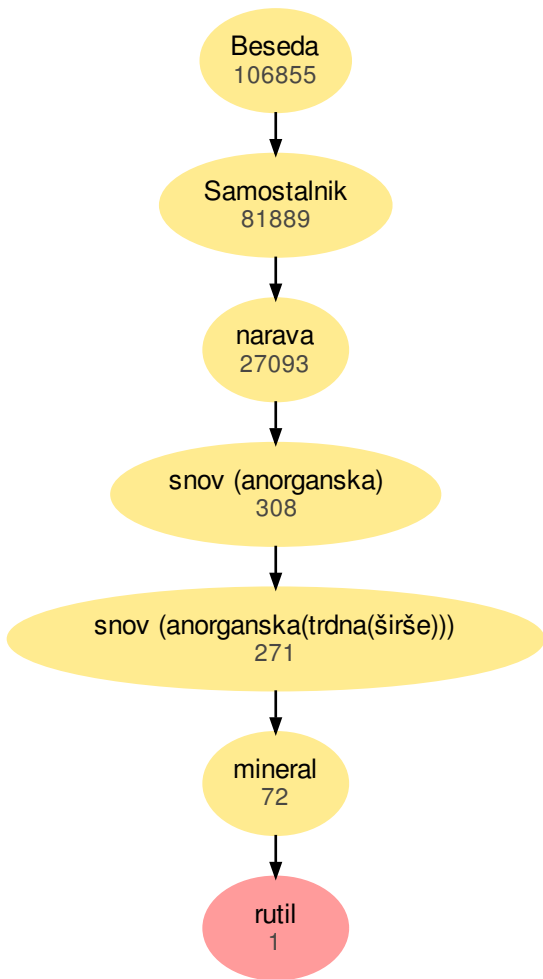 Beseda
106855
Samostalnik
81889
narava
27093
snov (anorganska)
308
snov (anorganska(trdna(širše)))
271
mineral
72
rutil
1